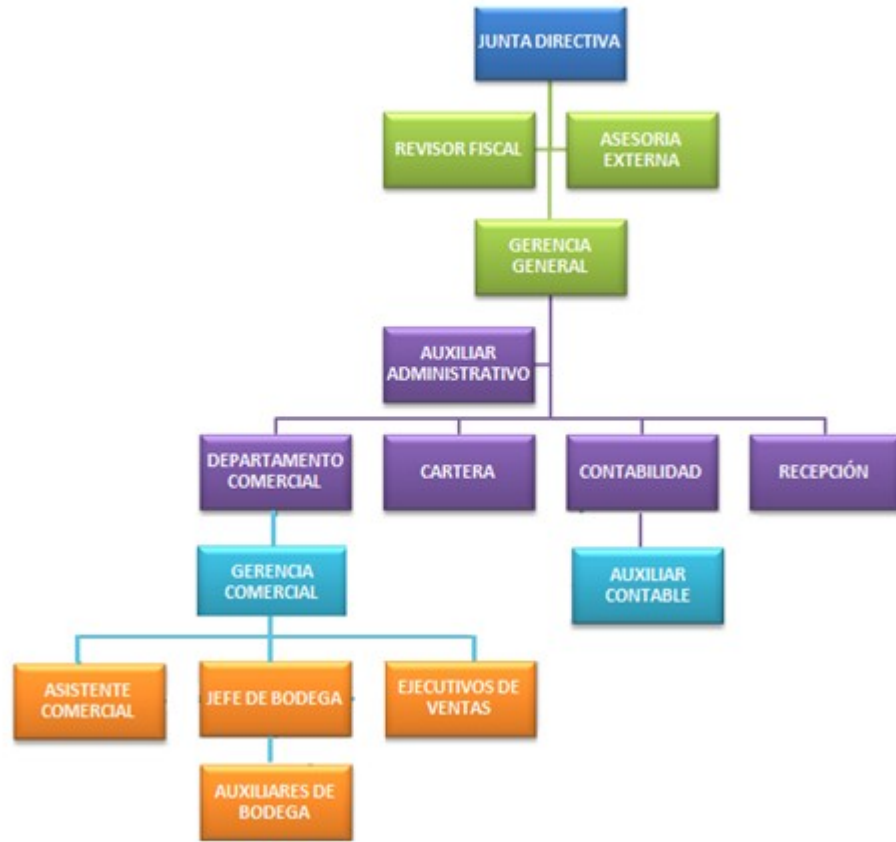 JUNTA DIRECTIVA
REVISOR FISCAL
ASESORIA
EXTERNA
GERENCIA
GENERAL
AUXILIAR
ADMINISTRATIVO
DEPARTAMENTO
COMERCIAL
CARTERA
CONTABILIDAD
RECEPCIÓN
GERENCIA
COMERCIAL
AUXILIAR
CONTABLE
ASISTENTE
COMERCIAL
JEFE DE BODEGA
EJECUTIVOS DE
VENTAS
AUXILIARES DE
BODEGA